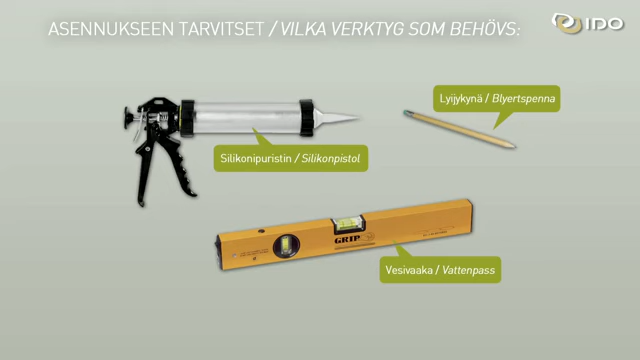 ASENNUKSEEN TARVITSET / VILKA VERKTYG SOM BEHÖVS:
IDO
Lyijykynä / Blyertspenna
Silikonipuristin / Silikonpistol
GRIP
Vesivaaka / Vattenpass